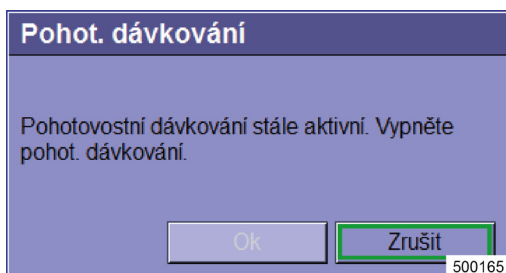 Pohot. dávkování
Pohotovostní dávkování stále aktivní. Vypněte
pohot. dávkování.
Ok
Zrušit
500165